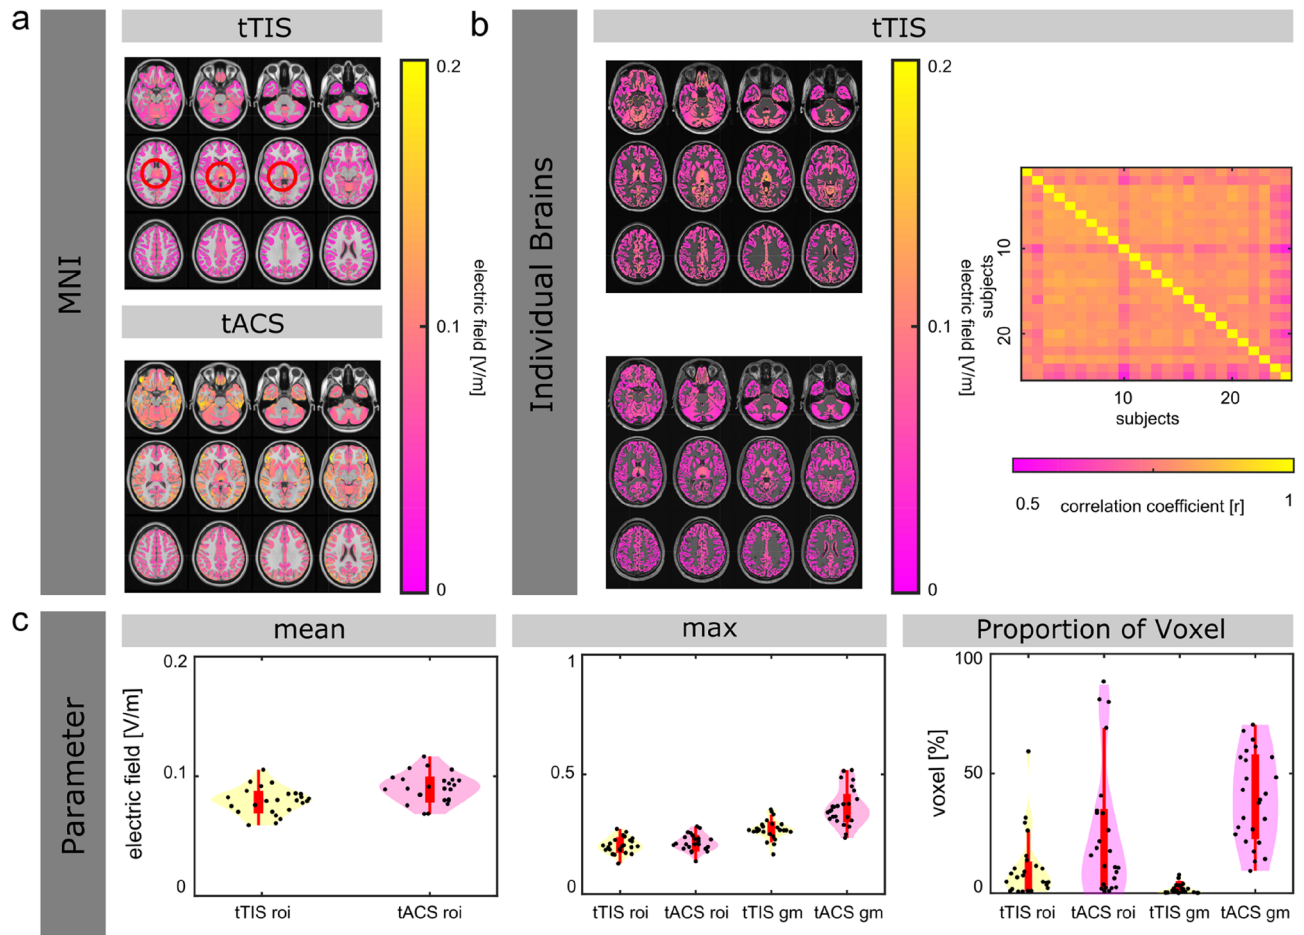 a
MNI
tTIS
0.2
0.1
0
electric field [V/m]
tACS
b
Individual Brains
tTIS
0.2
0.1
0
electric field [V/m]
subjects
10
20
10
20
subjects
0.5
correlation coefficient [r]
1
c
Parameter
mean
electric field [V/m]
0.2
0.1
0
tTIS roi
tACS roi
max
1
0.5
0
tTIS roi
tACS roi
tTIS gm
tACS gm
Proportion of Voxel
voxel [%]
100
50
0
tTIS roi
tACS roi
tTIS gm
tACS gm